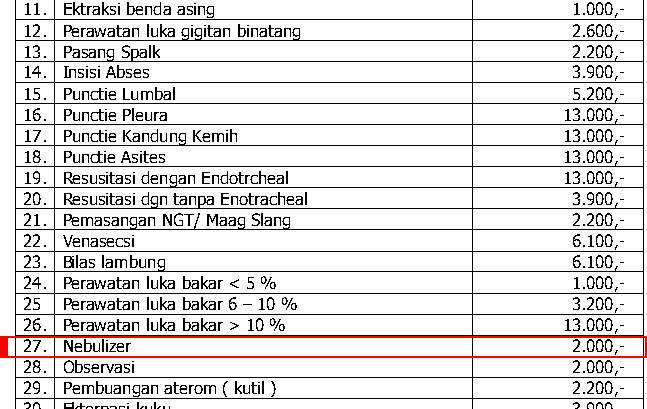 11. Ektraksi benda asing 1.000,-
12. Perawatan luka gigitan binatang 2.600,-
13. Pasang Spalk 2.200,-
14. Insisi Abses 3.900,-
15. Punctie Lumbal 5.200,-
16. Punctie Pleura 13.000,-
17. Punctie Kandung Kemih 13.000,-
18. Punctie Asites 13.000,-
19. Resusitasi dengan Endotrcheal 13.000,-
20. Resusitasi dgn tanpa Enotracheal 3.900,-
21. Pemasangan NGT/ Maag Slang 2.200,-
22. Venasecsi 6.100,-
23. Bilas lambung 6.100,-
24. Perawatan luka bakar < 5 % 1.000,-
25 Perawatan luka bakar 6 – 10 % 3.200,-
26. Perawatan luka bakar > 10 % 13.000,-
27. Nebulizer 2.000,-
28. Observasi 2.000,-
29. Pembuangan aterom ( kutil ) 2.200,-
30. kuku 3.900